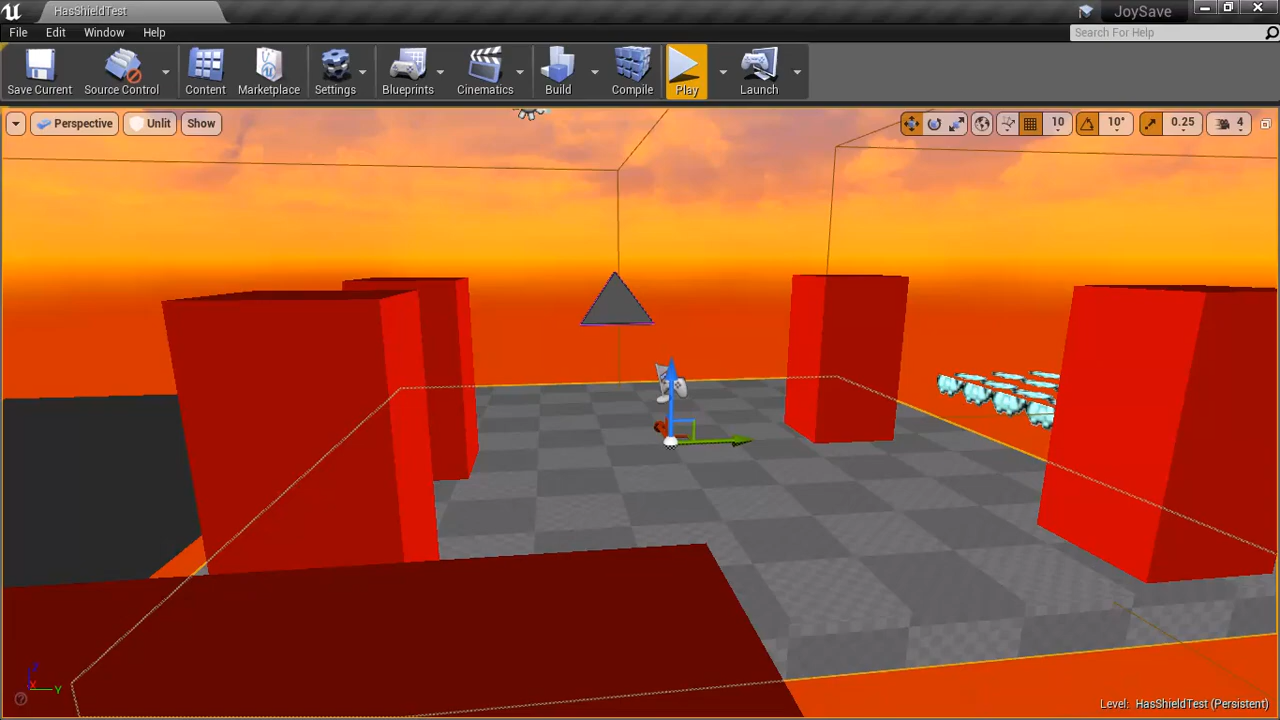 HasShieldTest
JoySave
File Edit Window Help
Search For Help
Save Current Source Control Content Marketplace Settings Blueprints Cinematics Build Compile Play Launch
Perspective Unlit Show 10 10° 0.25 4
Z
X Y
Level: HasShieldTest (Persistent)